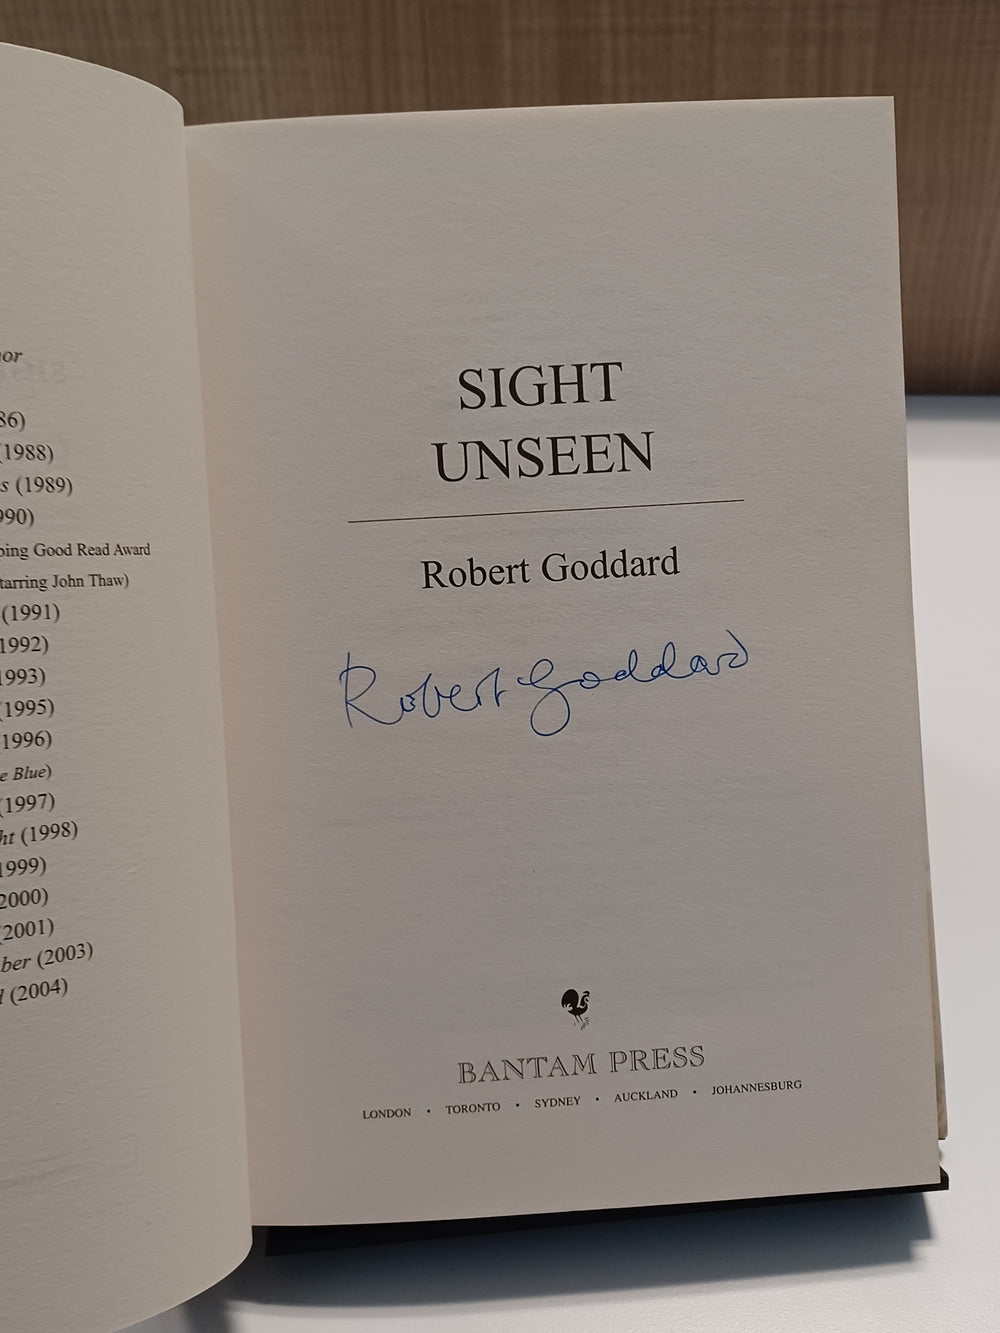 or
86)
(1988)
s (1989)
990)
ping Good Read Award
tarring John Thaw)
(1991)
1992)
1993)
(1995)
1996)
e Blue)
(1997)
ht (1998)
1999)
2000)
(2001)
ber (2003)
d (2004)
SIGHT
UNSEEN
Robert Goddard
Robert Goddard
BANTAM PRESS
LONDON • TORONTO • SYDNEY • AUCKLAND • JOHANNESBURG